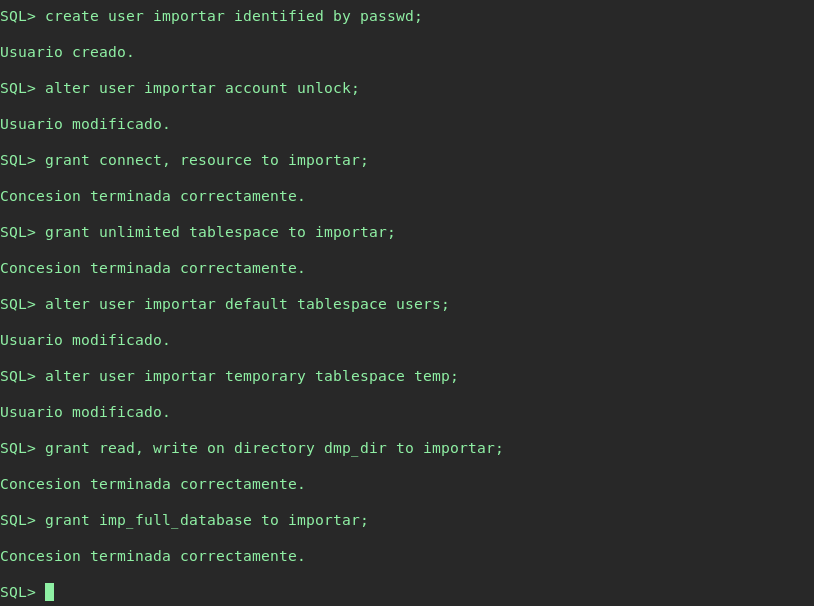 SQL> create user importar identified by passwd;
Usuario creado.
SQL> alter user importar account unlock;
Usuario modificado.
SQL> grant connect, resource to importar;
Concesion terminada correctamente.
SQL> grant unlimited tablespace to importar;
Concesion terminada correctamente.
SQL> alter user importar default tablespace users;
Usuario modificado.
SQL> alter user importar temporary tablespace temp;
Usuario modificado.
SQL> grant read, write on directory dmp_dir to importar;
Concesion terminada correctamente.
SQL> grant imp_full_database to importar;
Concesion terminada correctamente.
SQL>